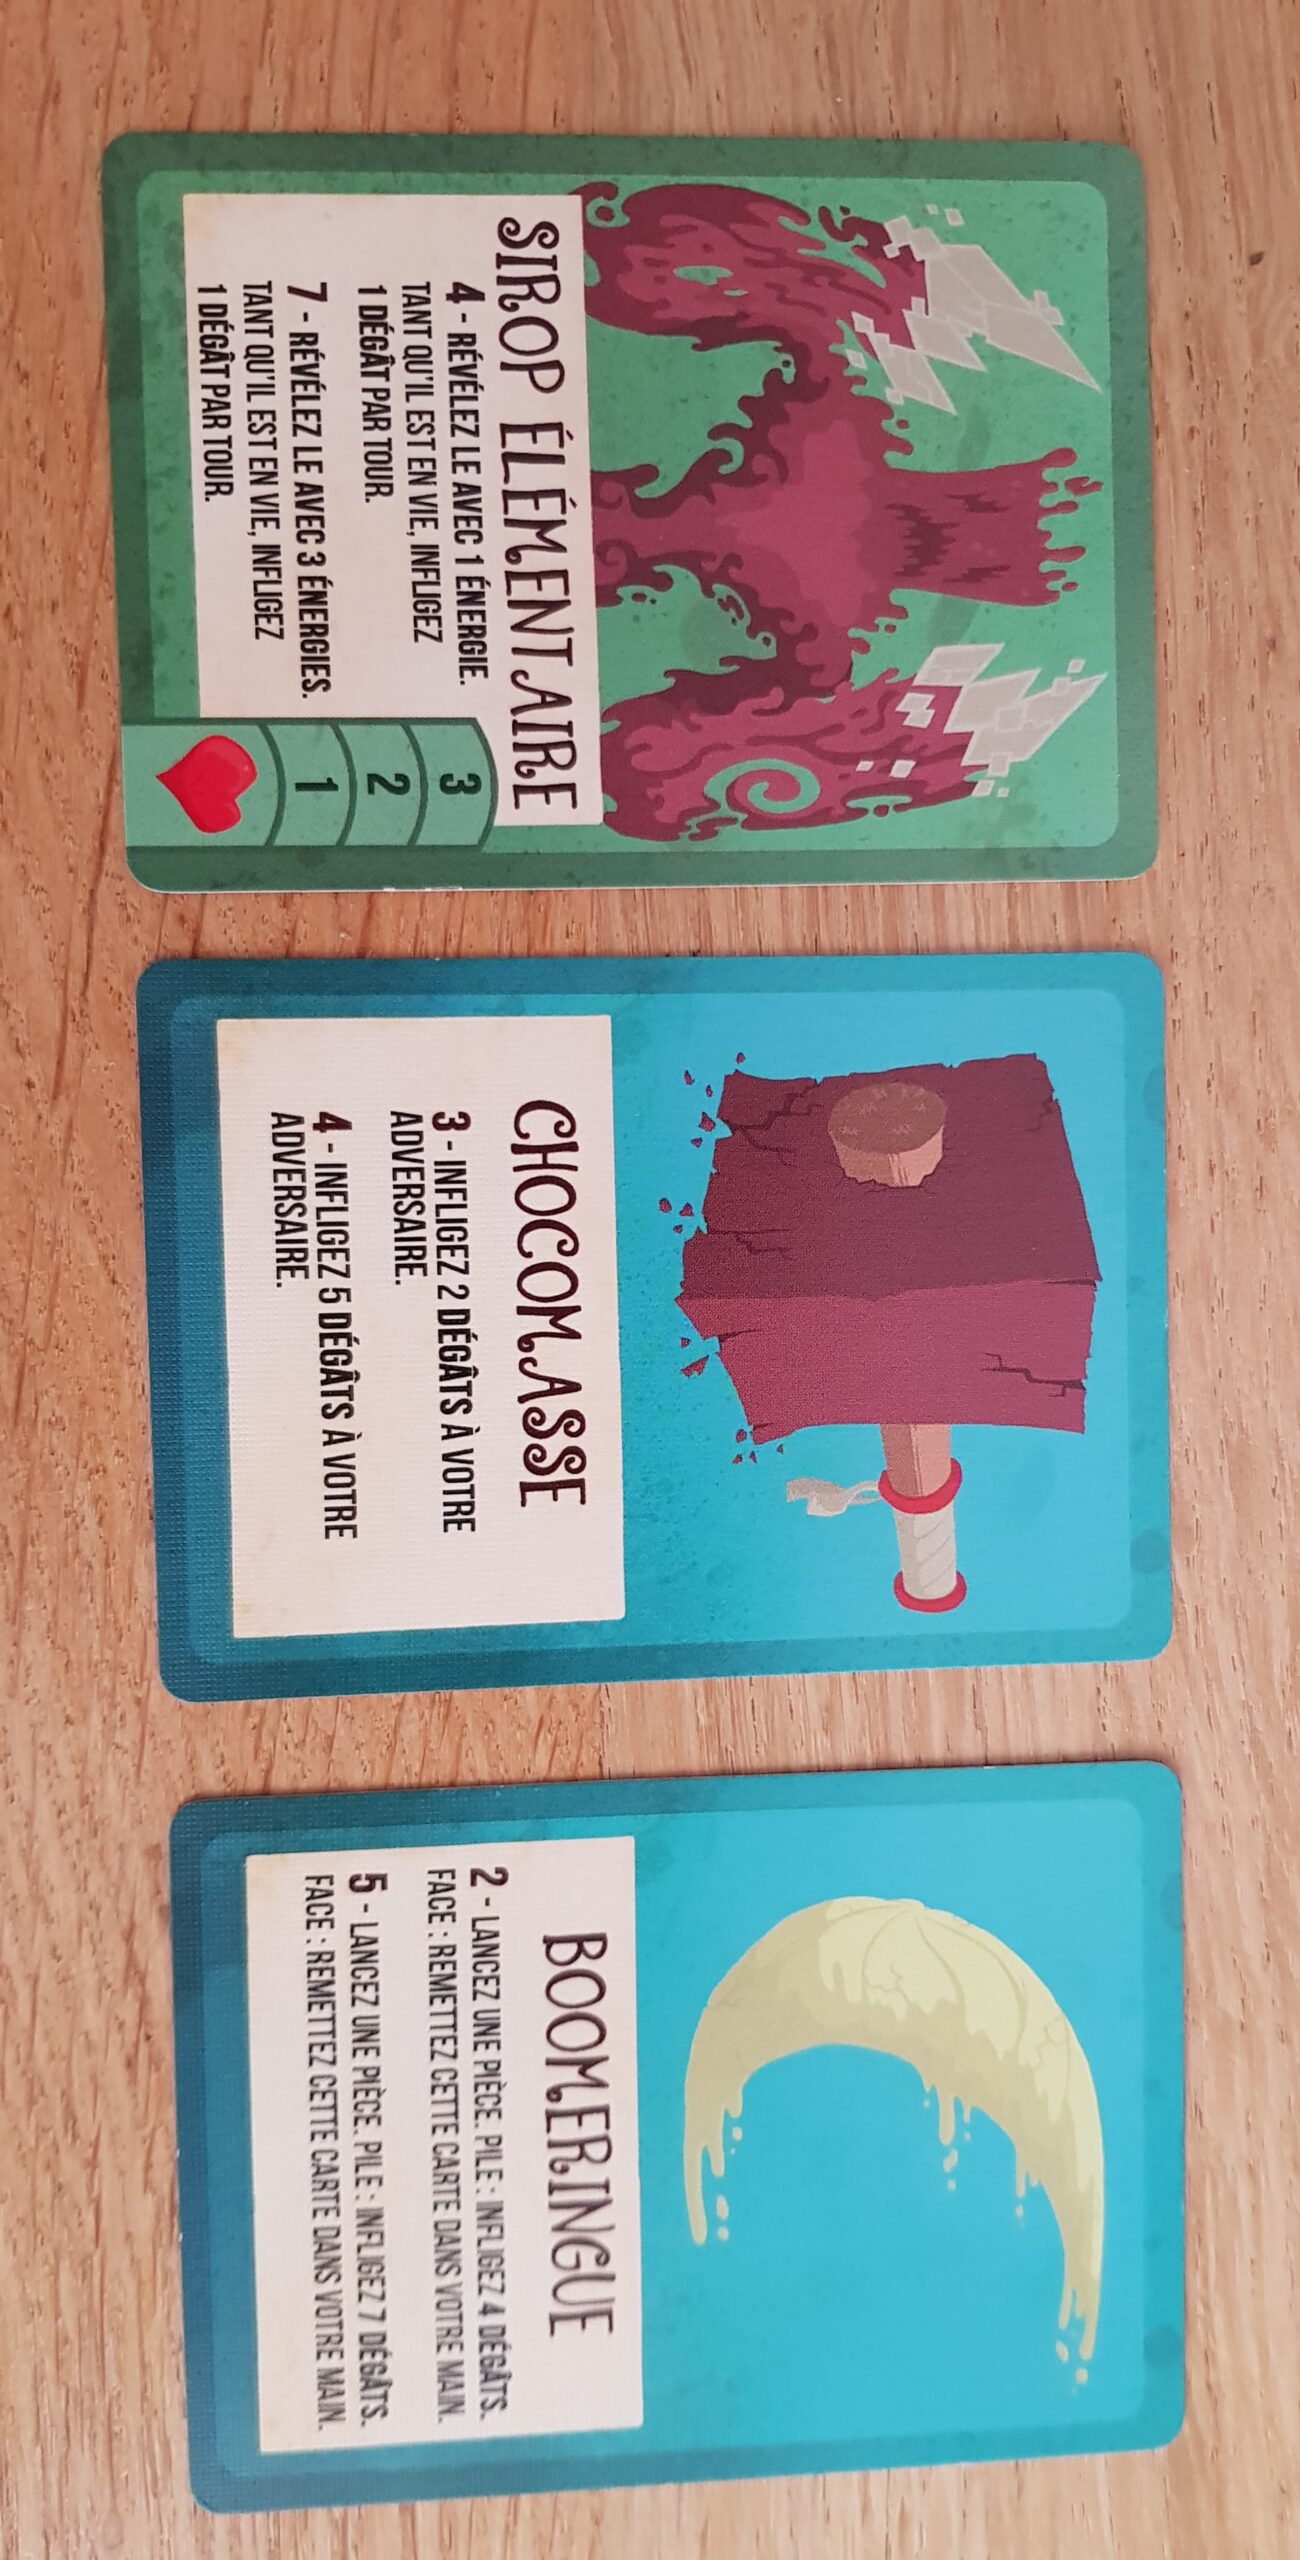 SIROP ÉLÉMENTAIRE
4 - RÉVÉLEZ LE AVEC 1 ÉNERGIE.
TANT QU'IL EST EN VIE, INFLIGEZ
1 DÉGÂT PAR TOUR.
7 - RÉVÉLEZ LE AVEC 3 ÉNERGIES.
TANT QU'IL EST EN VIE, INFLIGEZ
1 DÉGÂT PAR TOUR.
3
2
1
CHOCOMASSE
3 - INFLIGEZ 2 DÉGÂTS À VOTRE
ADVERSAIRE.
4 - INFLIGEZ 5 DÉGÂTS À VOTRE
ADVERSAIRE.
BOOMERINGUE
2 - LANCEZ UNE PIÈCE. PILE : INFLIGEZ 4 DÉGÂTS.
FACE : REMETTEZ CETTE CARTE DANS VOTRE MAIN.
5 - LANCEZ UNE PIÈCE. PILE : INFLIGEZ 7 DÉGÂTS.
FACE : REMETTEZ CETTE CARTE DANS VOTRE MAIN.